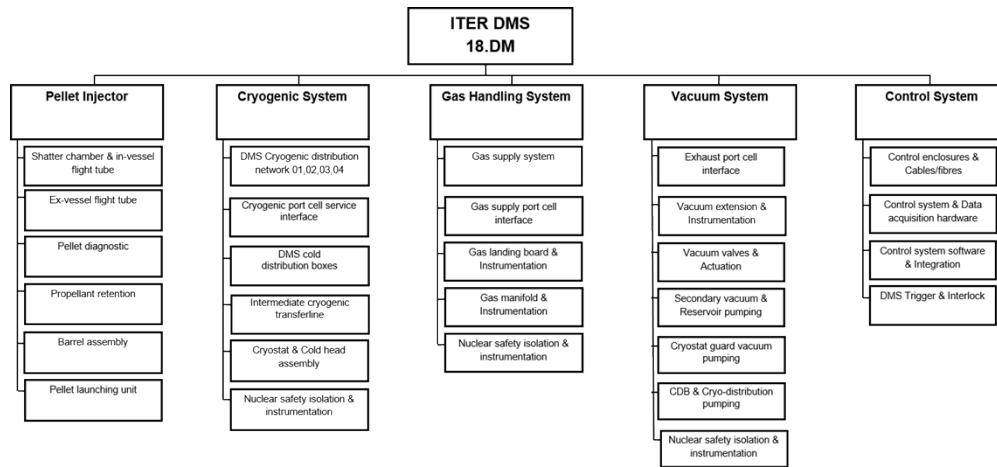 ITER DMS
18.DM
Pellet Injector
Shatter chamber & in-vessel
flight tube
Ex-vessel flight tube
Pellet diagnostic
Propellant retention
Barrel assembly
Pellet launching unit
Cryogenic System
DMS Cryogenic distribution
network 01,02,03,04
Cryogenic port cell service
interface
DMS cold
distribution boxes
Intermediate cryogenic
transferline
Cryostat & Cold head
assembly
Nuclear safety isolation &
instrumentation
Gas Handling System
Gas supply system
Gas supply port cell
interface
Gas landing board &
Instrumentation
Gas manifold &
Instrumentation
Nuclear safety isolation &
instrumentation
Vacuum System
Exhaust port cell
interface
Vacuum extension &
Instrumentation
Vacuum valves &
Actuation
Secondary vacuum &
Reservoir pumping
Cryostat guard vacuum
pumping
CDB & Cryo-distribution
pumping
Nuclear safety isolation &
instrumentation
Control System
Control enclosures &
Cables/fibres
Control system & Data
acquisition hardware
Control system software
& Integration
DMS Trigger & Interlock